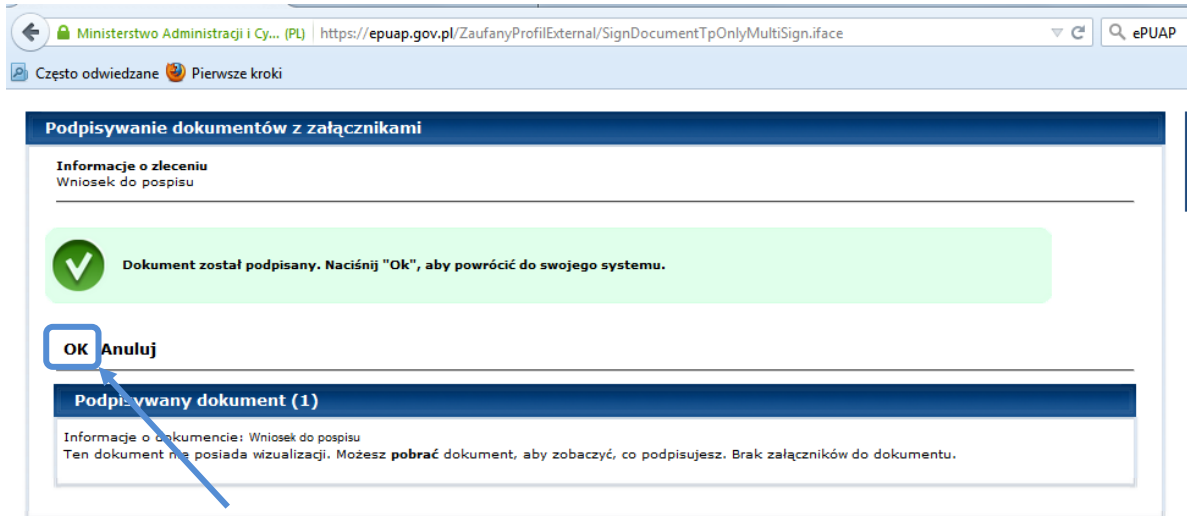 Ministerstwo Administracji i Cy... (PL) https://epuap.gov.pl/ZaufanyProfilExternal/SignDocumentTpOnlyMultiSign.iface ePUAP
Często odwiedzane Pierwsze kroki
Podpisywanie dokumentów z załącznikami
Informacje o zleceniu
Wniosek do pospisu
Dokument został podpisany. Naciśnij "Ok", aby powrócić do swojego systemu.
OK Anuluj
Podpisywany dokument (1)
Informacje o dokumencie: Wniosek do pospisu
Ten dokument nie posiada wizualizacji. Możesz pobrać dokument, aby zobaczyć, co podpisujesz. Brak załączników do dokumentu.